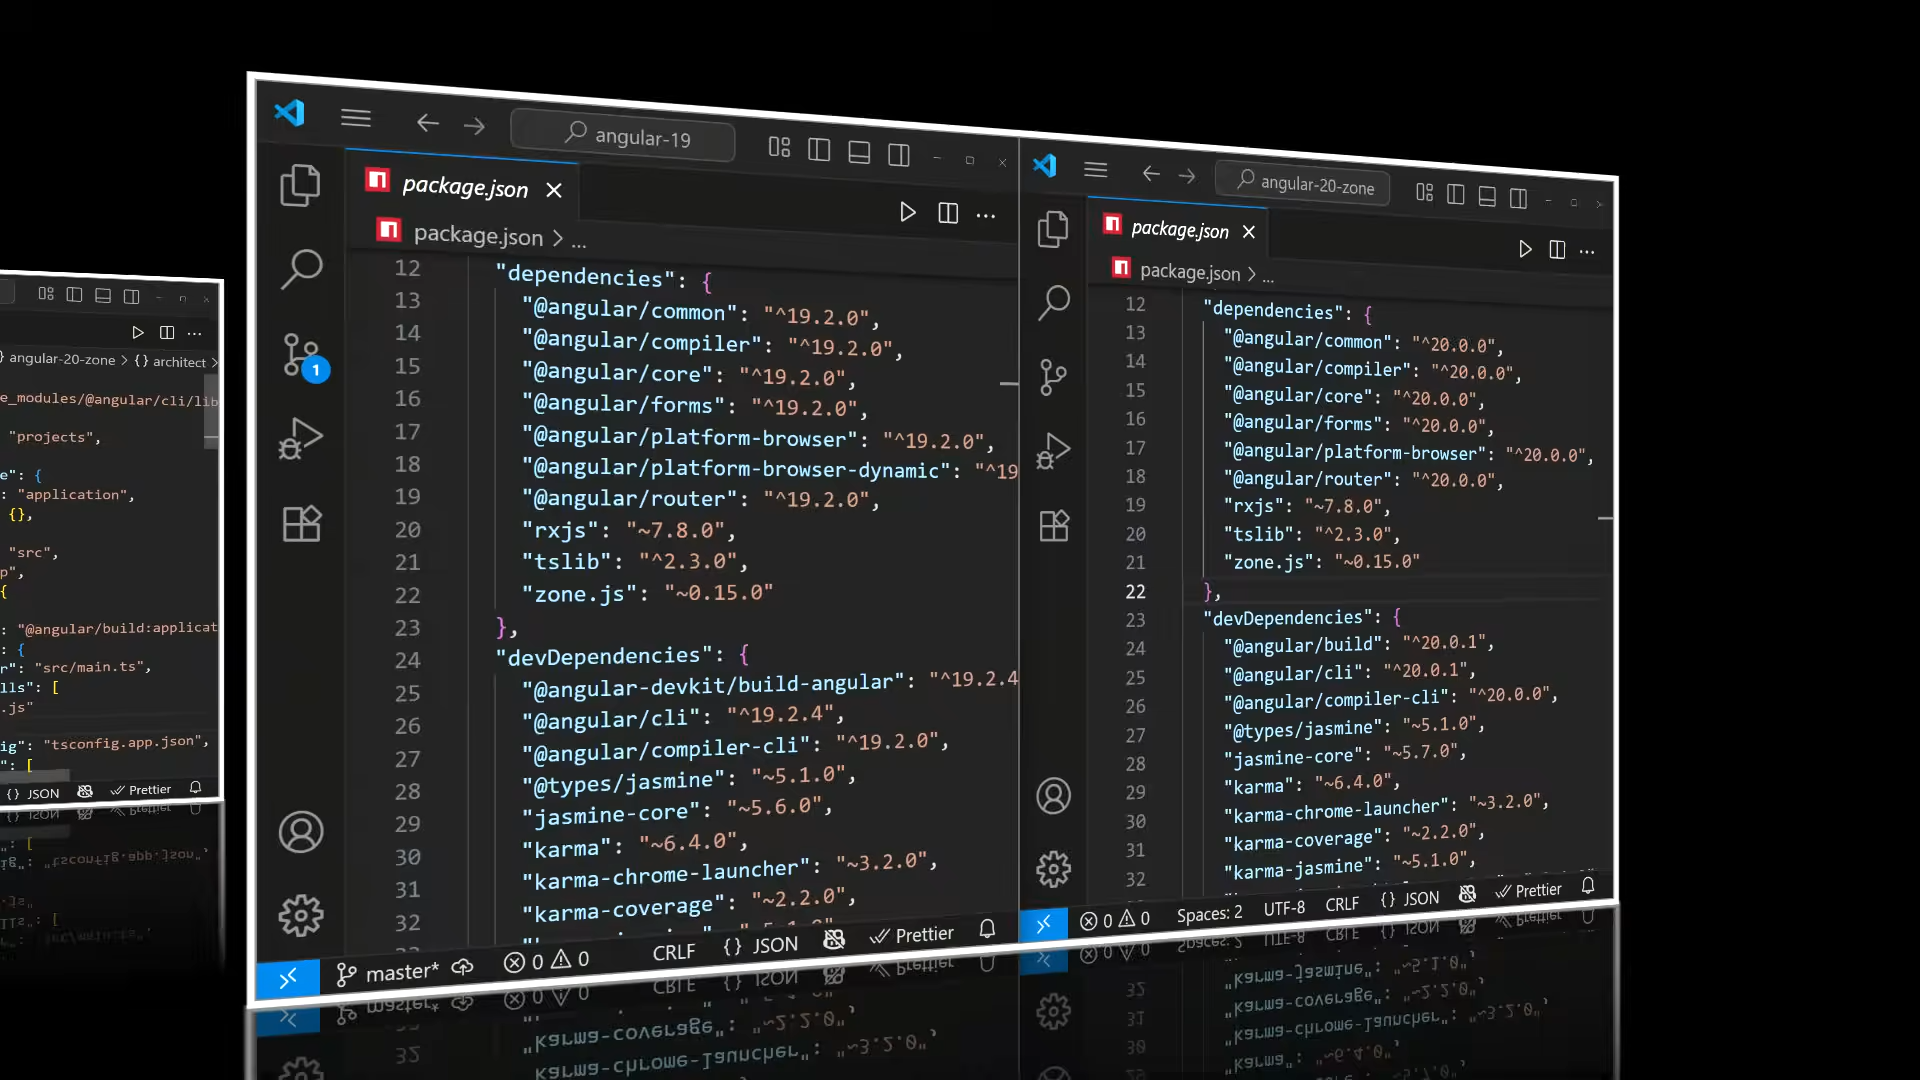 angular-20-zone > {} architect >
e_modules/@angular/cli/lib
"projects",
e": {
: "application",
{},
"src",
p",
{
: "@angular/build:applicat
: {
r": "src/main.ts",
lls": [
.js"
ig": "tsconfig.app.json",
": [
{} JSON Prettier
angular-19
package.json
package.json > ...
12 "dependencies": {
13 "@angular/common": "^19.2.0",
14 "@angular/compiler": "^19.2.0",
15 "@angular/core": "^19.2.0",
16 "@angular/forms": "^19.2.0",
17 "@angular/platform-browser": "^19.2.0",
18 "@angular/platform-browser-dynamic": "^19
19 "@angular/router": "^19.2.0",
20 "rxjs": "~7.8.0",
21 "tslib": "^2.3.0",
22 "zone.js": "~0.15.0"
23 },
24 "devDependencies": {
25 "@angular-devkit/build-angular": "^19.2.4
26 "@angular/cli": "^19.2.4",
27 "@angular/compiler-cli": "^19.2.0",
28 "@types/jasmine": "~5.1.0",
29 "jasmine-core": "~5.6.0",
30 "karma": "~6.4.0",
31 "karma-chrome-launcher": "~3.2.0",
32 "karma-coverage": "~2.2.0",
master* 0 0 CRLF {} JSON Prettier
1
angular-20-zone
package.json
package.json > ...
12 "dependencies": {
13 "@angular/common": "^20.0.0",
14 "@angular/compiler": "^20.0.0",
15 "@angular/core": "^20.0.0",
16 "@angular/forms": "^20.0.0",
17 "@angular/platform-browser": "^20.0.0",
18 "@angular/router": "^20.0.0",
19 "rxjs": "~7.8.0",
20 "tslib": "^2.3.0",
21 "zone.js": "~0.15.0"
22 },
23 "devDependencies": {
24 "@angular/build": "^20.0.1",
25 "@angular/cli": "^20.0.1",
26 "@angular/compiler-cli": "^20.0.0",
27 "@types/jasmine": "~5.1.0",
28 "jasmine-core": "~5.7.0",
29 "karma": "~6.4.0",
30 "karma-chrome-launcher": "~3.2.0",
31 "karma-coverage": "~2.2.0",
32 "karma-jasmine": "~5.1.0",
0 0 Spaces: 2 UTF-8 CRLF {} JSON Prettier